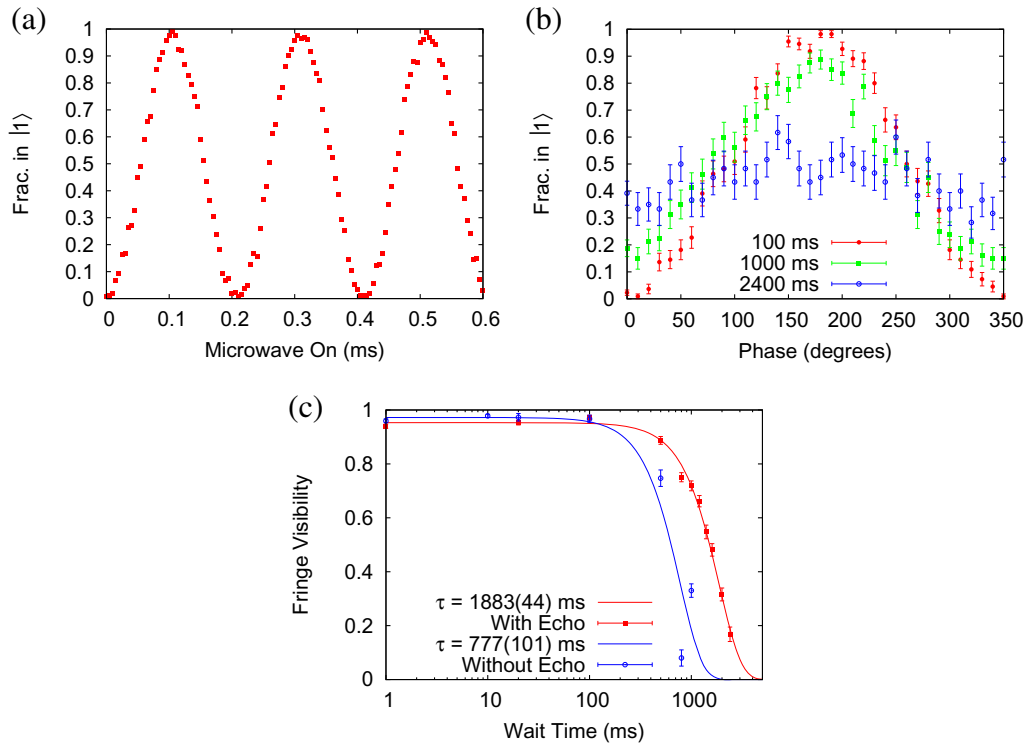 (a)
1
0.9
0.8
0.7
0.6
0.5
0.4
0.3
0.2
0.1
0
Frac. in |1⟩
0 0.1 0.2 0.3 0.4 0.5 0.6
Microwave On (ms)
(b)
1
0.9
0.8
0.7
0.6
0.5
0.4
0.3
0.2
0.1
0
Frac. in |1⟩
100 ms
1000 ms
2400 ms
0 50 100 150 200 250 300 350
Phase (degrees)
(c)
1
0.8
0.6
0.4
0.2
0
Fringe Visibility
τ = 1883(44) ms
With Echo
τ = 777(101) ms
Without Echo
1 10 100 1000
Wait Time (ms)